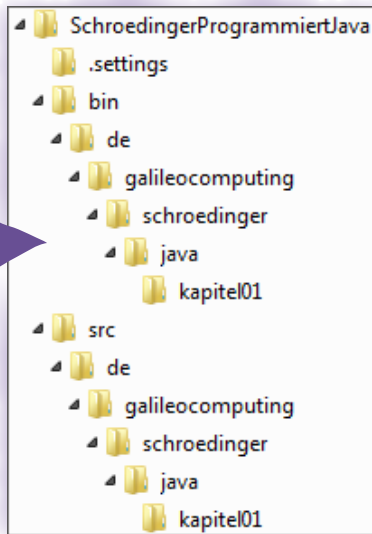 SchroedingerProgrammiertJava
.settings
bin
de
galileocomputing
schroedinger
java
kapitel01
src
de
galileocomputing
schroedinger
java
kapitel01